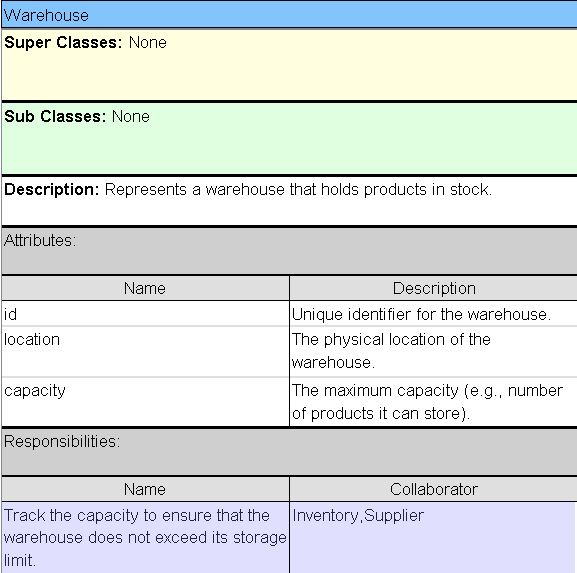 Warehouse
Super Classes: None
Sub Classes: None
Description: Represents a warehouse that holds products in stock.
Attributes:
Name Description
id Unique identifier for the warehouse.
location The physical location of the
warehouse.
capacity The maximum capacity (e.g., number
of products it can store).
Responsibilities:
Name Collaborator
Track the capacity to ensure that the Inventory,Supplier
warehouse does not exceed its storage
limit.